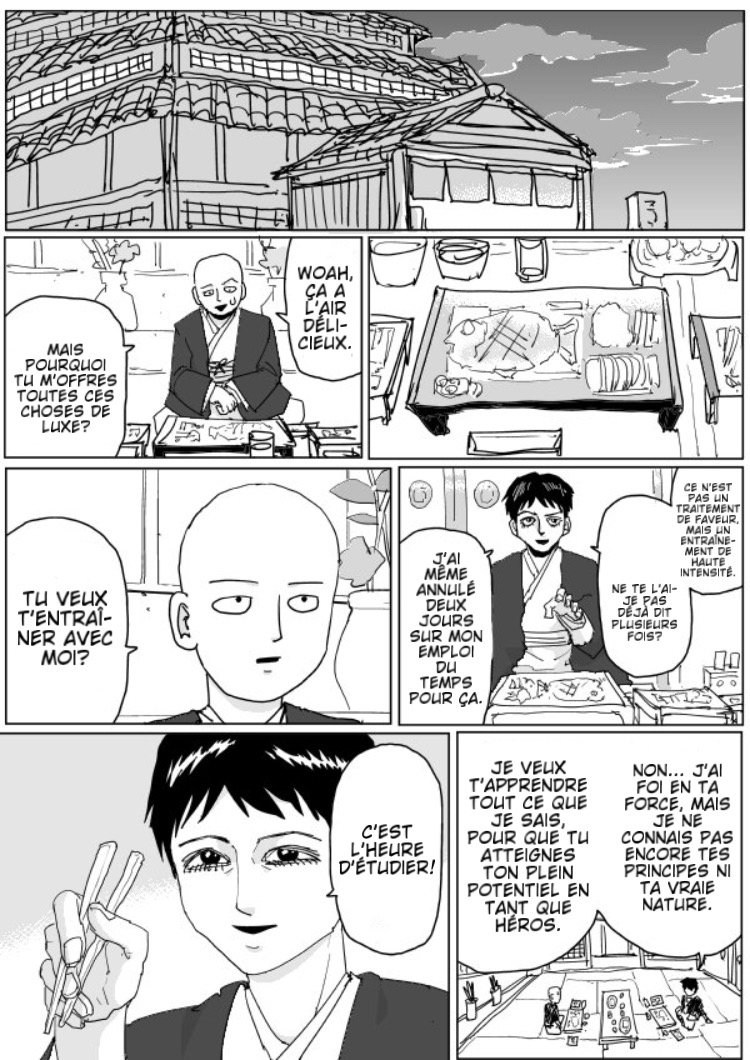 WOAH,
ÇA A
L'AIR
DÉLI-
CIEUX.
MAIS
POURQUOI
TU M'OFFRES
TOUTES CES
CHOSES DE
LUXE?
CE N'EST
PAS UN
TRAITEMENT
DE FAVEUR,
MAIS UN
ENTRAÎNE-
MENT DE
HAUTE
INTENSITÉ.
NE TE L'AI-
JE PAS
DÉJÀ DIT
PLUSIEURS
FOIS?
J'AI
MÊME
ANNULÉ
DEUX
JOURS
SUR MON
EMPLOI
DU
TEMPS
POUR ÇA.
TU VEUX
T'ENTRAÎ-
NER AVEC
MOI?
NON... J'AI
FOI EN TA
FORCE, MAIS
JE NE
CONNAIS PAS
ENCORE TES
PRINCIPES NI
TA VRAIE
NATURE.
JE VEUX
T'APPRENDRE
TOUT CE QUE
JE SAIS,
POUR QUE TU
ATTEIGNES
TON PLEIN
POTENTIEL EN
TANT QUE
HÉROS.
C'EST
L'HEURE
D'ÉTUDIER!